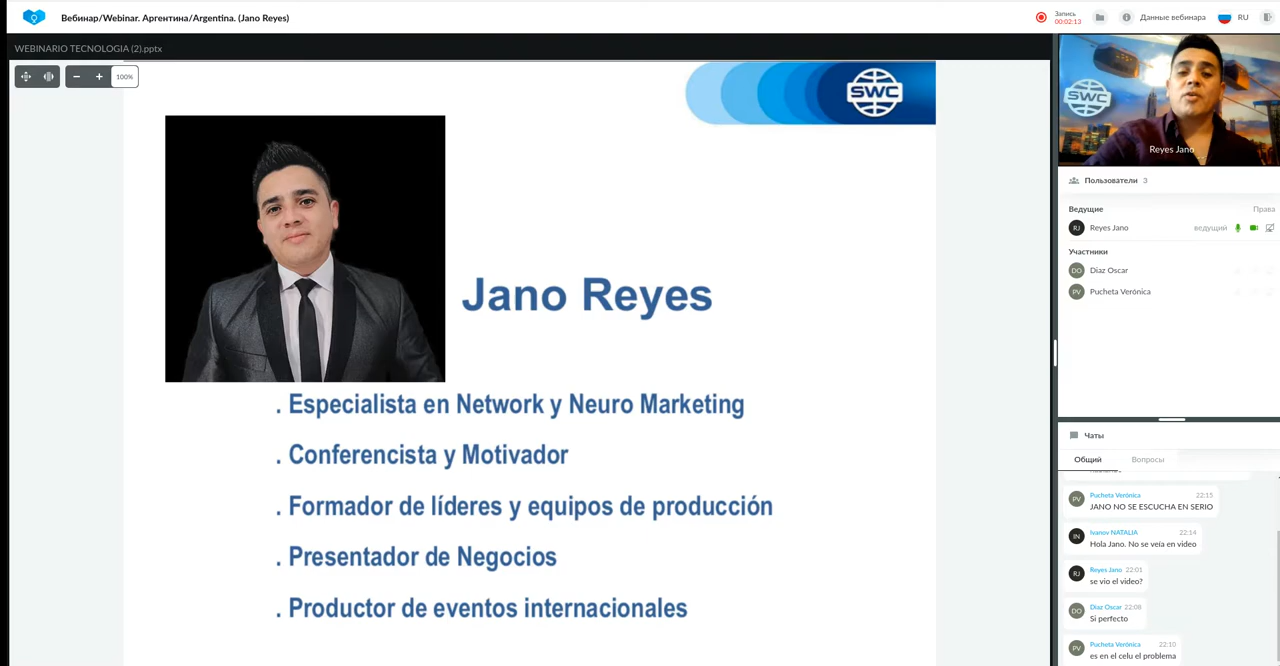 Вебинар/Webinar. Аргентина/Argentina. (Jano Reyes)
Запись
00:02:13
Данные вебинара
RU
WEBINARIO TECNOLOGIA (2).pptx
100%
SWC
Jano Reyes
. Especialista en Network y Neuro Marketing
. Conferencista y Motivador
. Formador de líderes y equipos de producción
. Presentador de Negocios
. Productor de eventos internacionales
SWC
Reyes Jano
Пользователи 3
Ведущие Права
RJ Reyes Jano ведущий
Участники
DO Diaz Oscar
PV Pucheta Verónica
Чаты
Общий Вопросы
PV Pucheta Verónica 22:15
JANO NO SE ESCUCHA EN SERIO
IN Ivanov NATALIA 22:14
Hola Jano. No se veía en video
RJ Reyes Jano 22:01
se vio el video?
DO Diaz Oscar 22:08
Si perfecto
PV Pucheta Verónica 22:10
es en el celu el problema